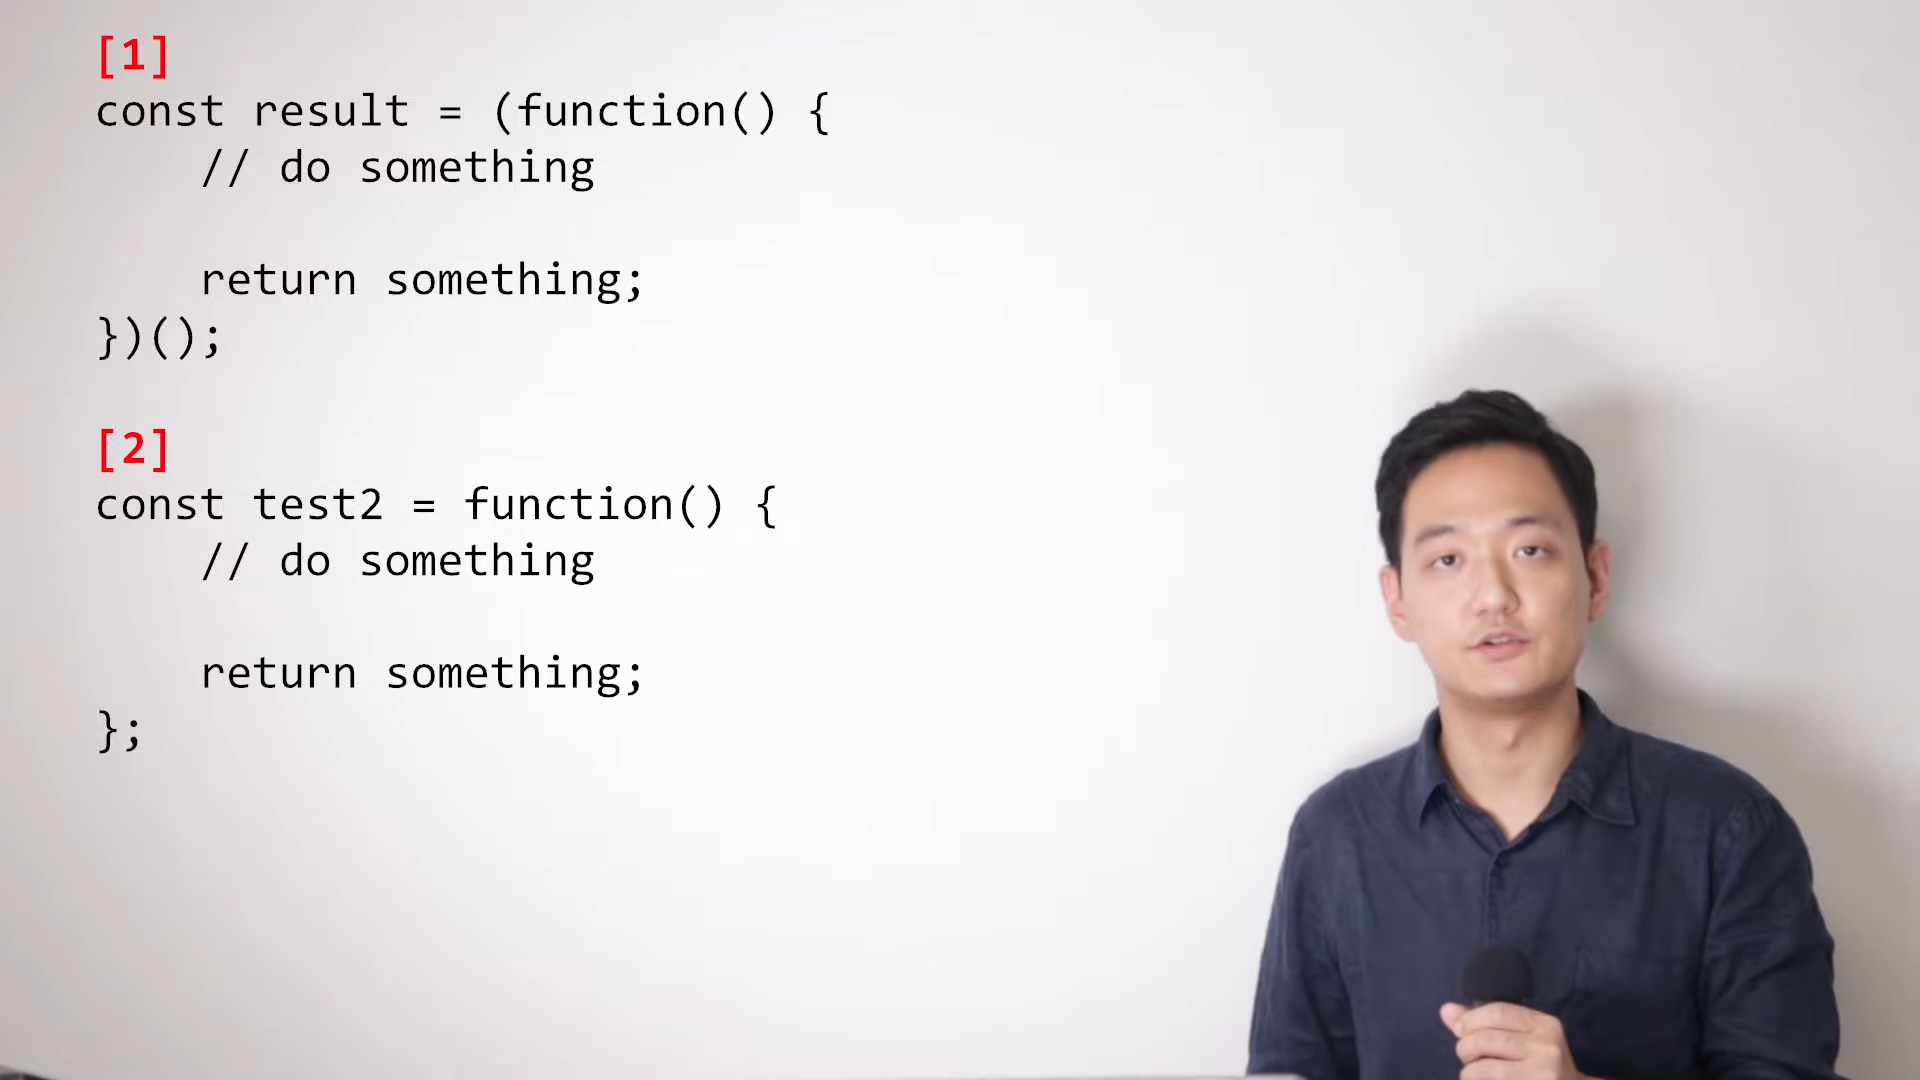 [1]
const result = (function() {
    // do something

    return something;
})();

[2]
const test2 = function() {
    // do something

    return something;
};